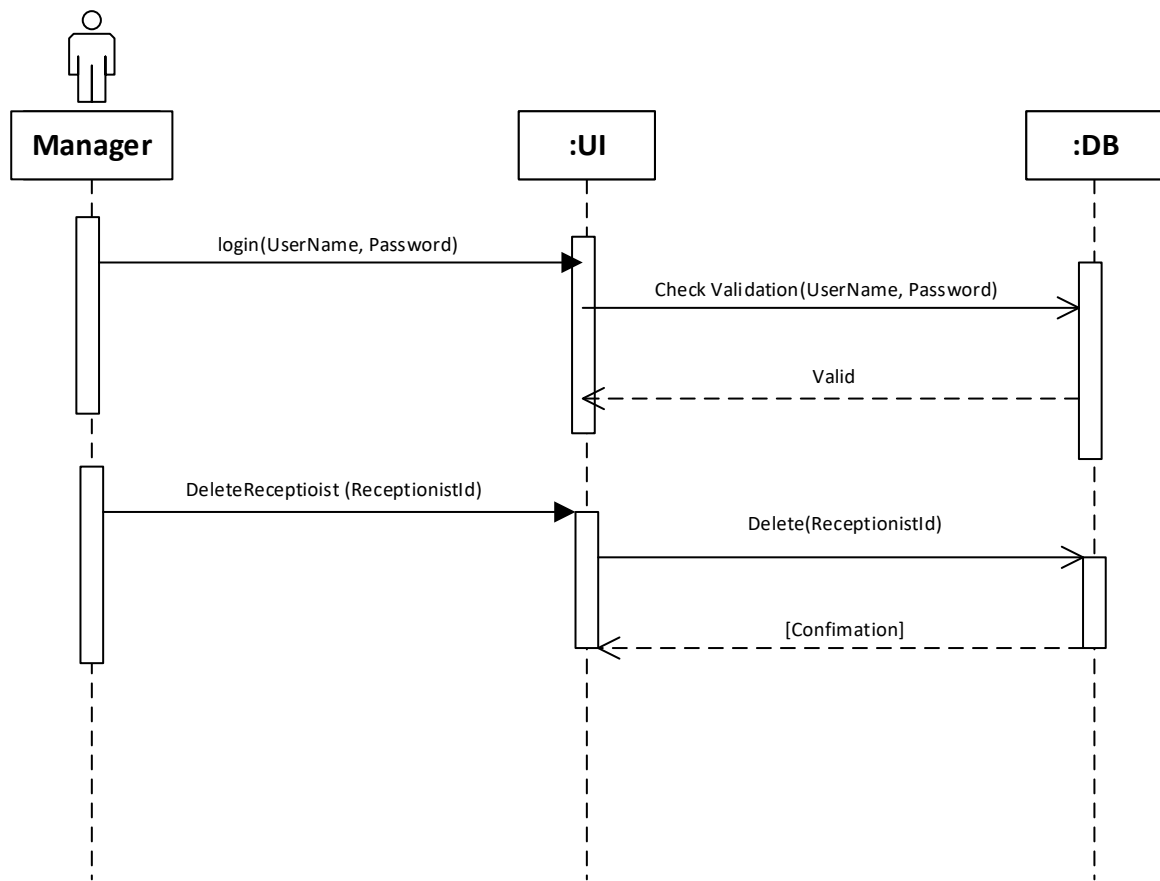 Manager
:UI
:DB
login(UserName, Password)
Check Validation(UserName, Password)
Valid
DeleteReceptioist (ReceptionistId)
Delete(ReceptionistId)
[Confimation]